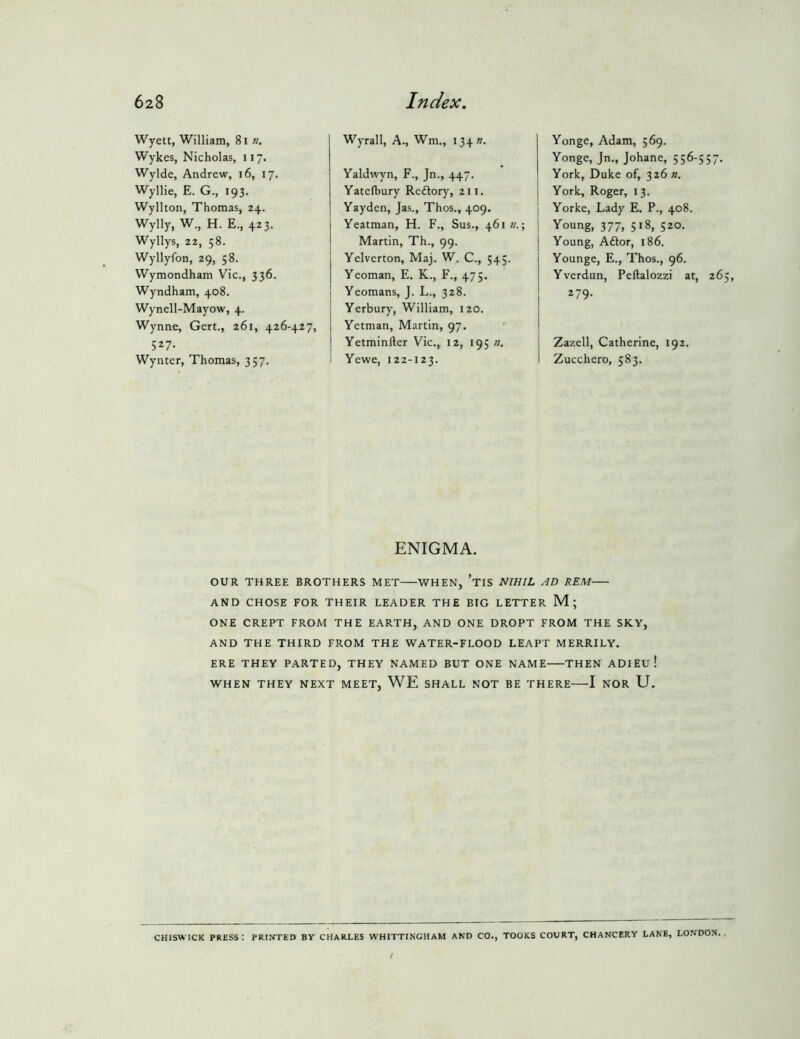 628
Index.
Wyett, William, 81 n.
Wykes, Nicholas, 117.
Wylde, Andrew, 16, 17.
Wyllie, E. G., 193.
Wyllton, Thomas, 24.
Wylly, W., H. E., 423.
Wyllys, 22, 58.
Wyllyſon, 29, 58.
Wymondham Vic., 336.
Wyndham, 408.
Wynell-Mayow, 4.
Wynne, Gert., 261, 426-427,
527.
Wynter, Thomas, 357.
Wyrall, A., Wm., 134 n.
Yaldwyn, F., Jn., 447.
Yateſbury Rectory, 211.
Yayden, Jas., Thos., 409.
Yeatman, H. F., Sus., 461 n.;
Martin, Th., 99.
Yelverton, Maj. W. C., 545.
Yeoman, E. K., F., 475.
Yeomans, J. L., 328.
Yerbury, William, 120.
Yetman, Martin, 97.
Yetminſter Vic., 12, 195 n.
Yewe, 122-123.
Yonge, Adam, 569.
Yonge, Jn., Johane, 556-557.
York, Duke of, 326 n.
York, Roger, 13.
Yorke, Lady E. P., 408.
Young, 377, 518, 520.
Young, Actor, 186.
Younge, E., Thos., 96.
Yverdun, Peſtalozzi at, 265,
279.
Zazell, Catherine, 192.
Zucchero, 583.
ENIGMA.
OUR THREE BROTHERS MET—WHEN, 'TIS NIHIL AD REM—
AND CHOSE FOR THEIR LEADER THE BIG LETTER M;
ONE CREPT FROM THE EARTH, AND ONE DROPT FROM THE SKY,
AND THE THIRD FROM THE WATER-FLOOD LEAPT MERRILY.
ERE THEY PARTED, THEY NAMED BUT ONE NAME—THEN ADIEU!
WHEN THEY NEXT MEET, WE SHALL NOT BE THERE—I NOR U.
CHISWICK PRESS: PRINTED BY CHARLES WHITTINGHAM AND CO., TOOKS COURT, CHANCERY LANE, LONDON.